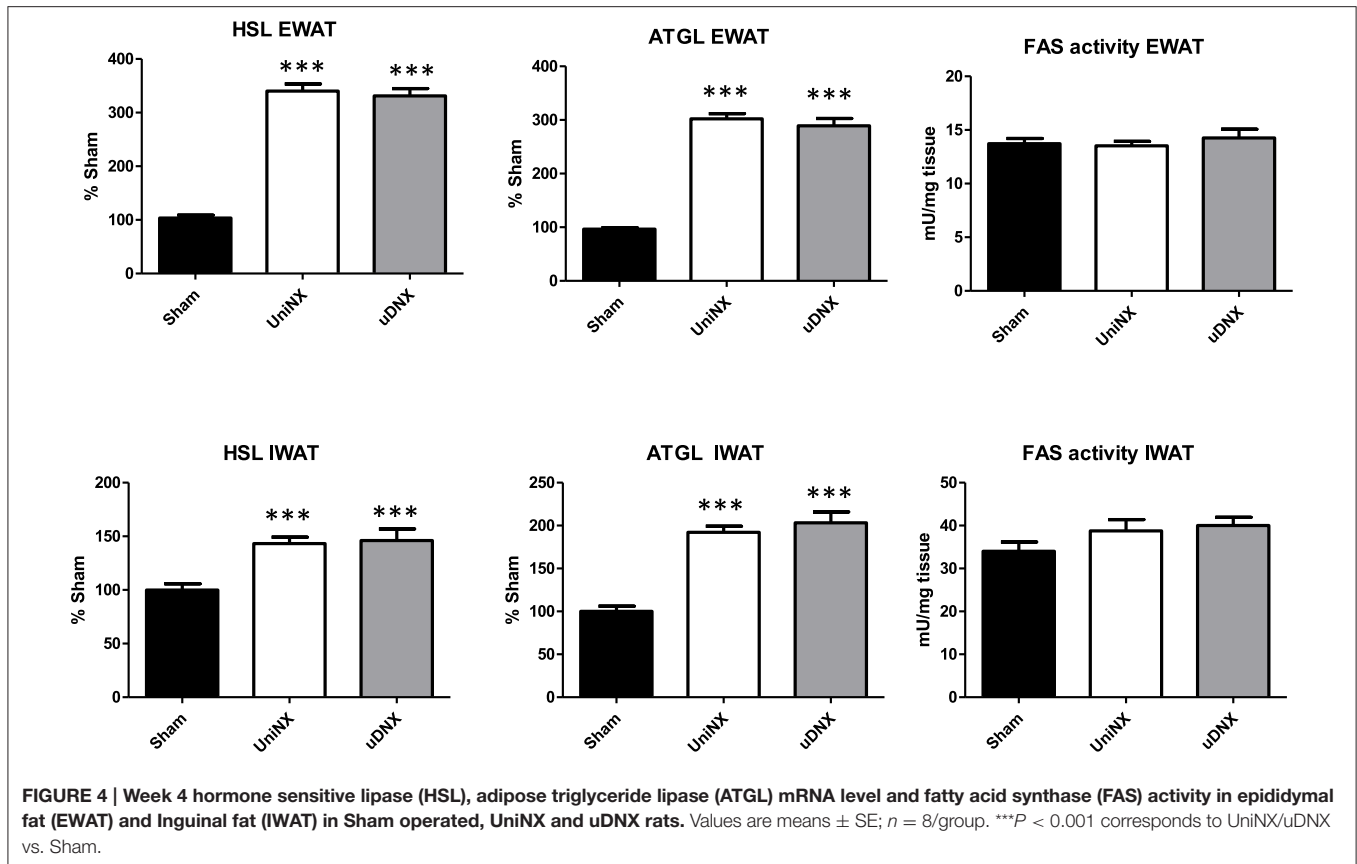 HSL EWAT
% Sham
400
300
200
100
0
***
***
Sham
UniNX
uDNX
ATGL EWAT
% Sham
400
300
200
100
0
***
***
Sham
UniNX
uDNX
FAS activity EWAT
mU/mg tissue
20
15
10
5
0
Sham
UniNX
uDNX
HSL IWAT
% Sham
200
150
100
50
0
***
***
Sham
UniNX
uDNX
ATGL IWAT
% Sham
250
200
150
100
50
0
***
***
Sham
UniNX
uDNX
FAS activity IWAT
mU/mg tissue
50
40
30
20
10
0
Sham
UniNX
uDNX
FIGURE 4 | Week 4 hormone sensitive lipase (HSL), adipose triglyceride lipase (ATGL) mRNA level and fatty acid synthase (FAS) activity in epididymal
fat (EWAT) and Inguinal fat (IWAT) in Sham operated, UniNX and uDNX rats. Values are means ± SE; n = 8/group. ***P < 0.001 corresponds to UniNX/uDNX
vs. Sham.